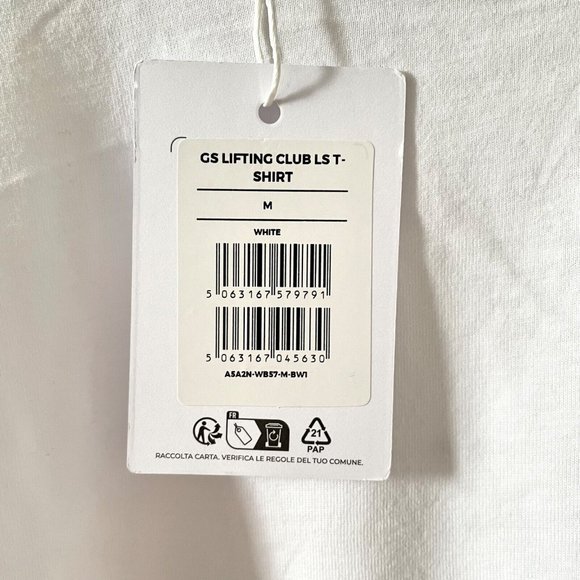 GS LIFTING CLUB LS T-
SHIRT
M
WHITE
5 063167 579791
5 063167 045630
A5A2N-WB57-M-BW1
FR
21
PAP
RACCOLTA CARTA. VERIFICA LE REGOLE DEL TUO COMUNE.